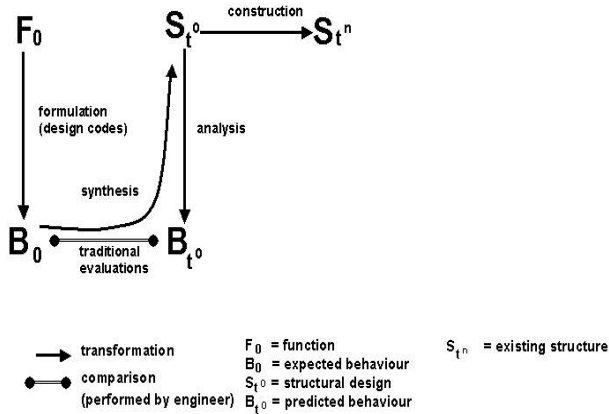 construction
F0 St0 Stn
formulation
(design codes)
analysis
synthesis
B0 Bt0
traditional
evaluations
transformation
comparison
(performed by engineer)
F0 = function
B0 = expected behaviour
St0 = structural design
Bt0 = predicted behaviour
Stn = existing structure